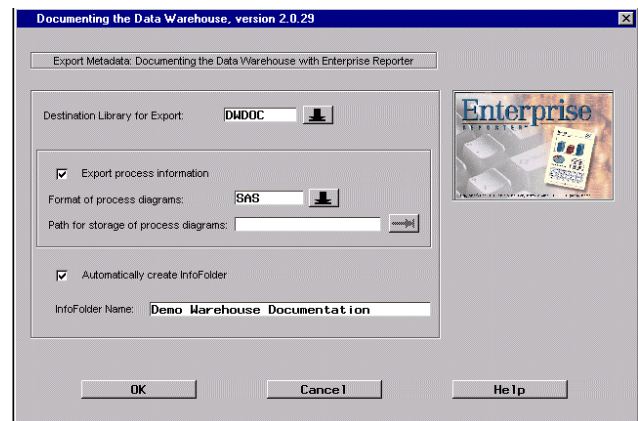 Documenting the Data Warehouse, version 2.0.29
Export Metadata: Documenting the Data Warehouse with Enterprise Reporter
Destination Library for Export: DWDOC
Enterprise
REPORTER
Export process information
Format of process diagrams: SAS
Path for storage of process diagrams:
Automatically create InfoFolder
InfoFolder Name: Demo Warehouse Documentation
OK Cancel Help